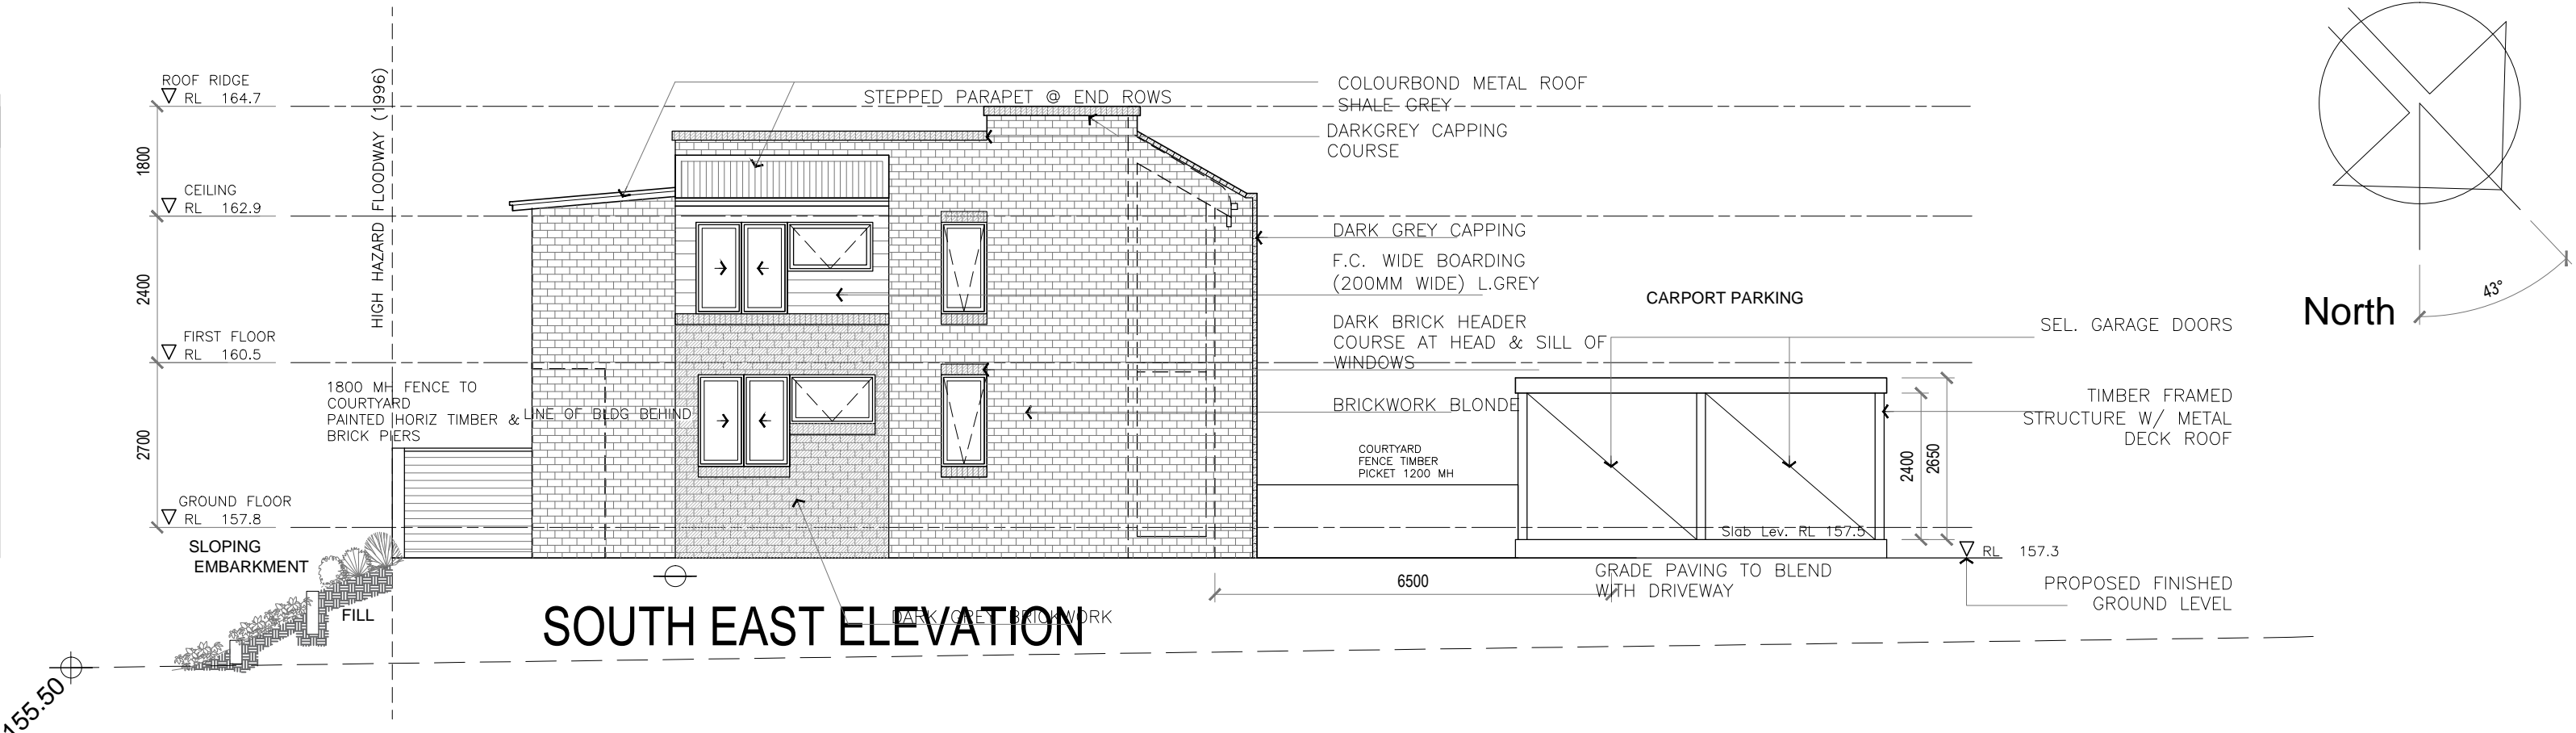 ROOF RIDGE
RL 164.7
1800
CEILING
RL 162.9
2400
FIRST FLOOR
RL 160.5
2700
GROUND FLOOR
RL 157.8
HIGH HAZARD FLOODWAY (1996)
1800 MH FENCE TO
COURTYARD
PAINTED HORIZ TIMBER &
BRICK PIERS
LINE OF BLDG BEHIND
SLOPING
EMBARKMENT
FILL
155.50
STEPPED PARAPET @ END ROWS
COLOURBOND METAL ROOF
SHALE GREY
DARKGREY CAPPING
COURSE
DARK GREY CAPPING
F.C. WIDE BOARDING
(200MM WIDE) L.GREY
DARK BRICK HEADER
COURSE AT HEAD & SILL OF
WINDOWS
BRICKWORK BLONDE
COURTYARD
FENCE TIMBER
PICKET 1200 MH
CARPORT PARKING
SEL. GARAGE DOORS
TIMBER FRAMED
STRUCTURE W/ METAL
DECK ROOF
2400
2650
Slab Lev. RL 157.5
RL 157.3
GRADE PAVING TO BLEND
WITH DRIVEWAY
6500
PROPOSED FINISHED
GROUND LEVEL
DARK GREY BRICKWORK
SOUTH EAST ELEVATION
North
43°